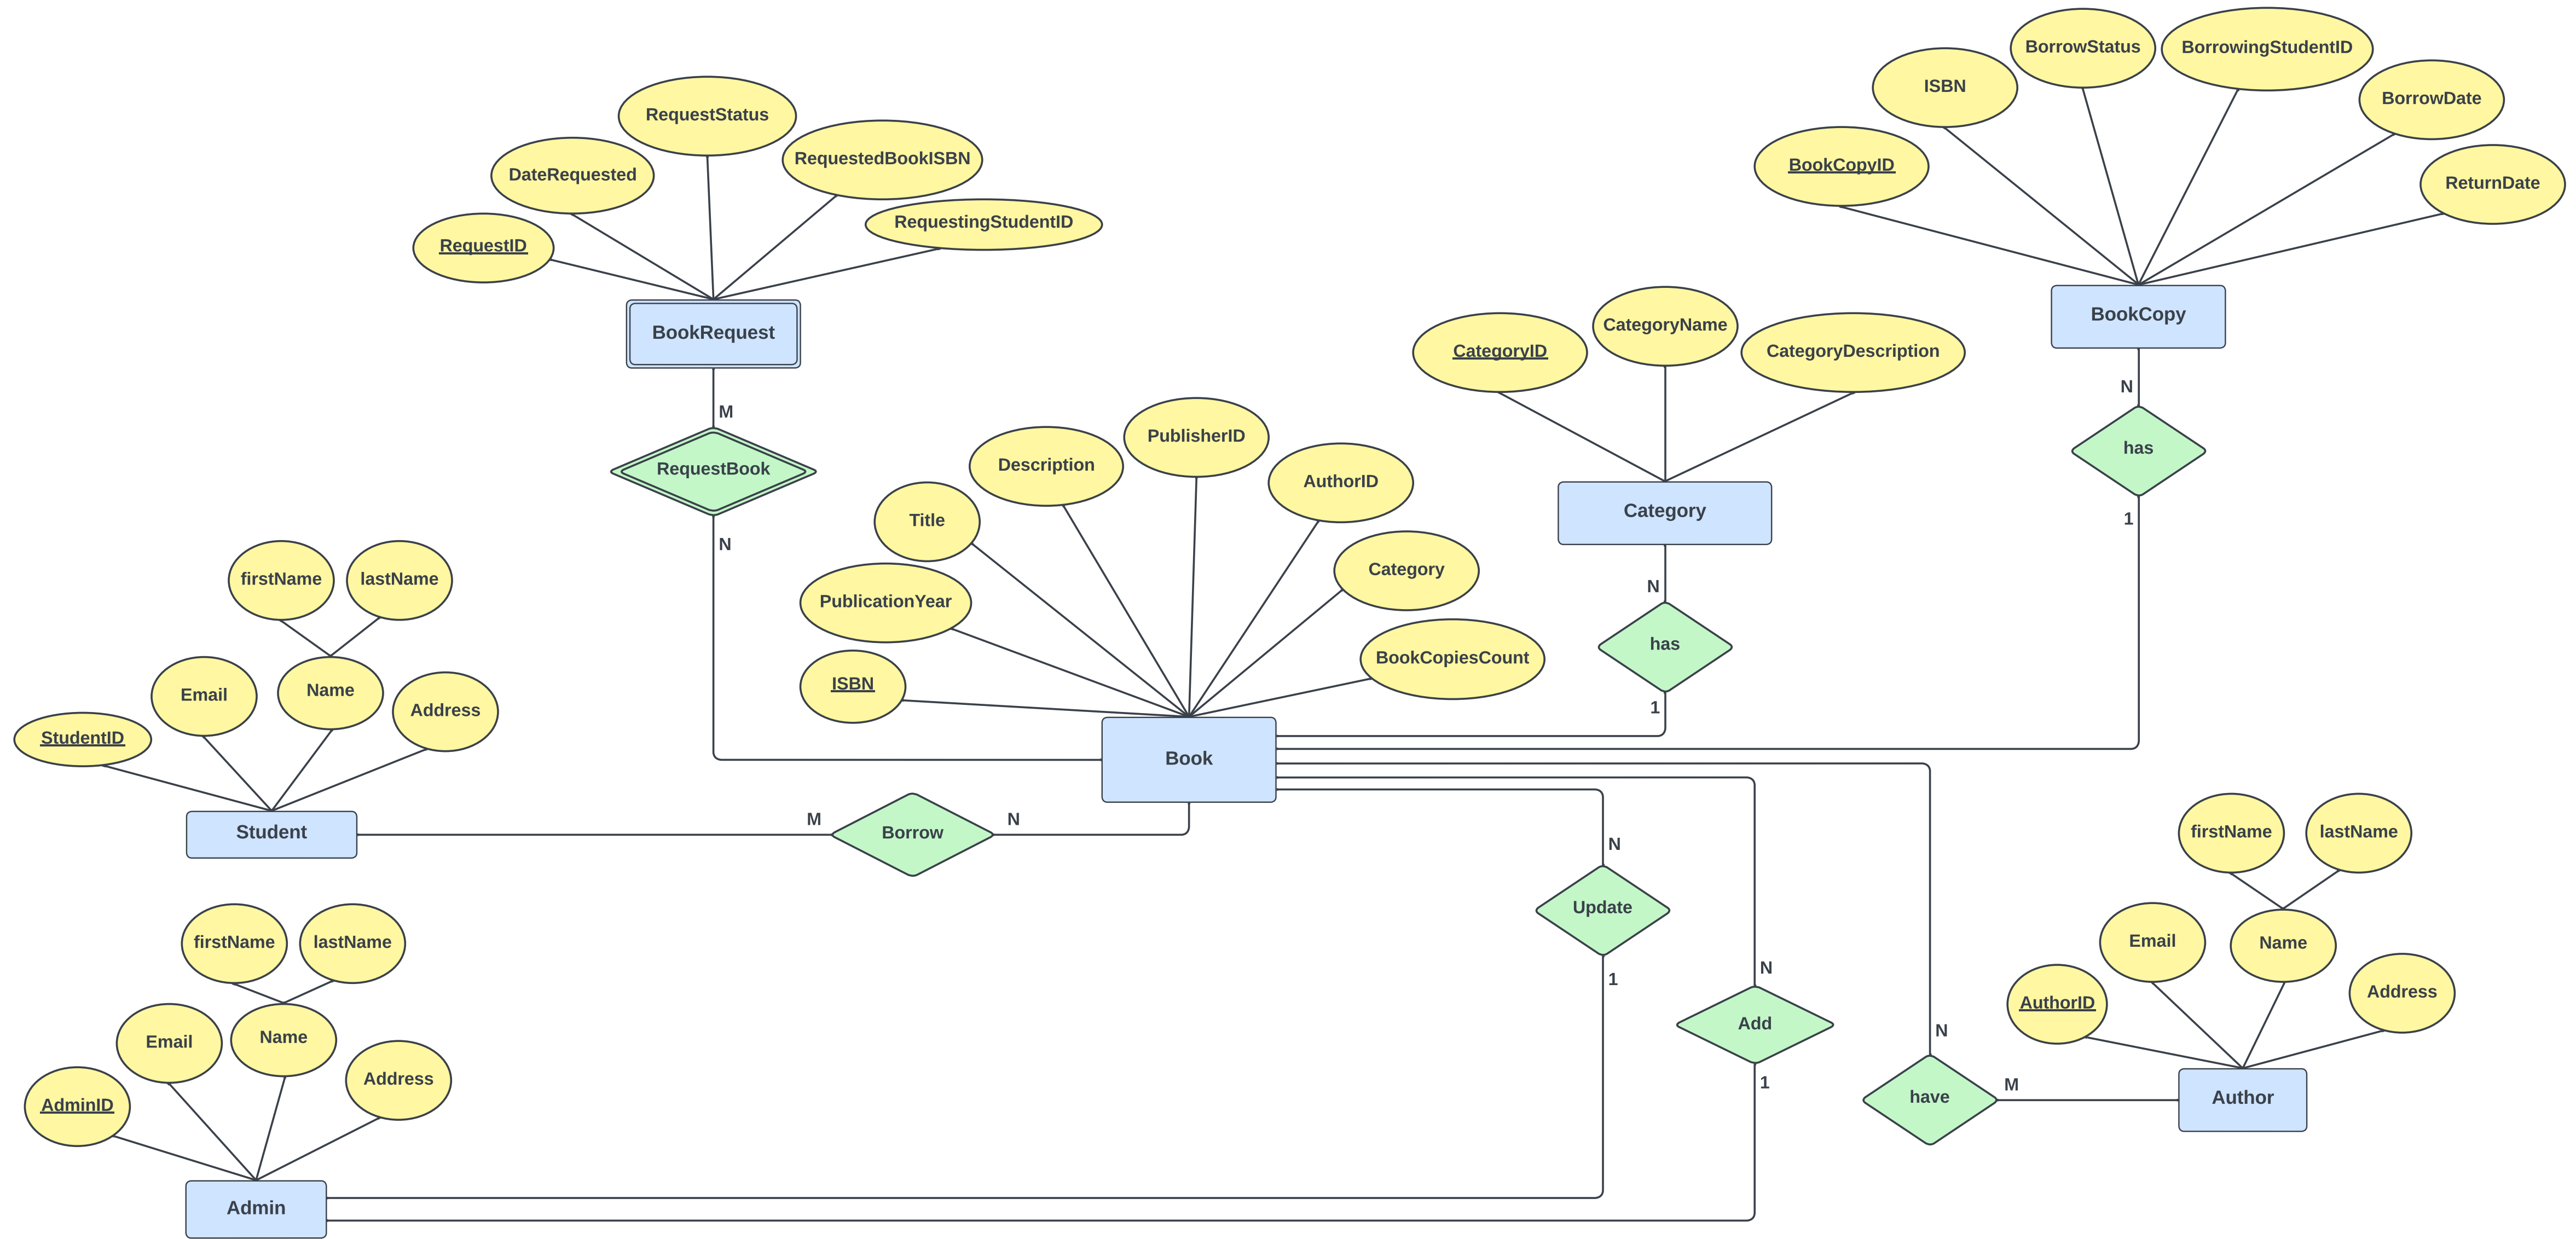 BorrowStatus
BorrowingStudentID
ISBN
BorrowDate
BookCopyID
ReturnDate
BookCopy
N
has
1
RequestStatus
RequestedBookISBN
DateRequested
RequestingStudentID
RequestID
BookRequest
M
RequestBook
N
CategoryName
CategoryID
CategoryDescription
Category
N
has
1
PublisherID
Description
AuthorID
Title
Category
PublicationYear
BookCopiesCount
ISBN
Book
firstName
lastName
Email
Name
Address
StudentID
Student
M
Borrow
N
N
Update
1
N
Add
1
N
have
M
firstName
lastName
Email
Name
AuthorID
Address
Author
firstName
lastName
Email
Name
Address
AdminID
Admin